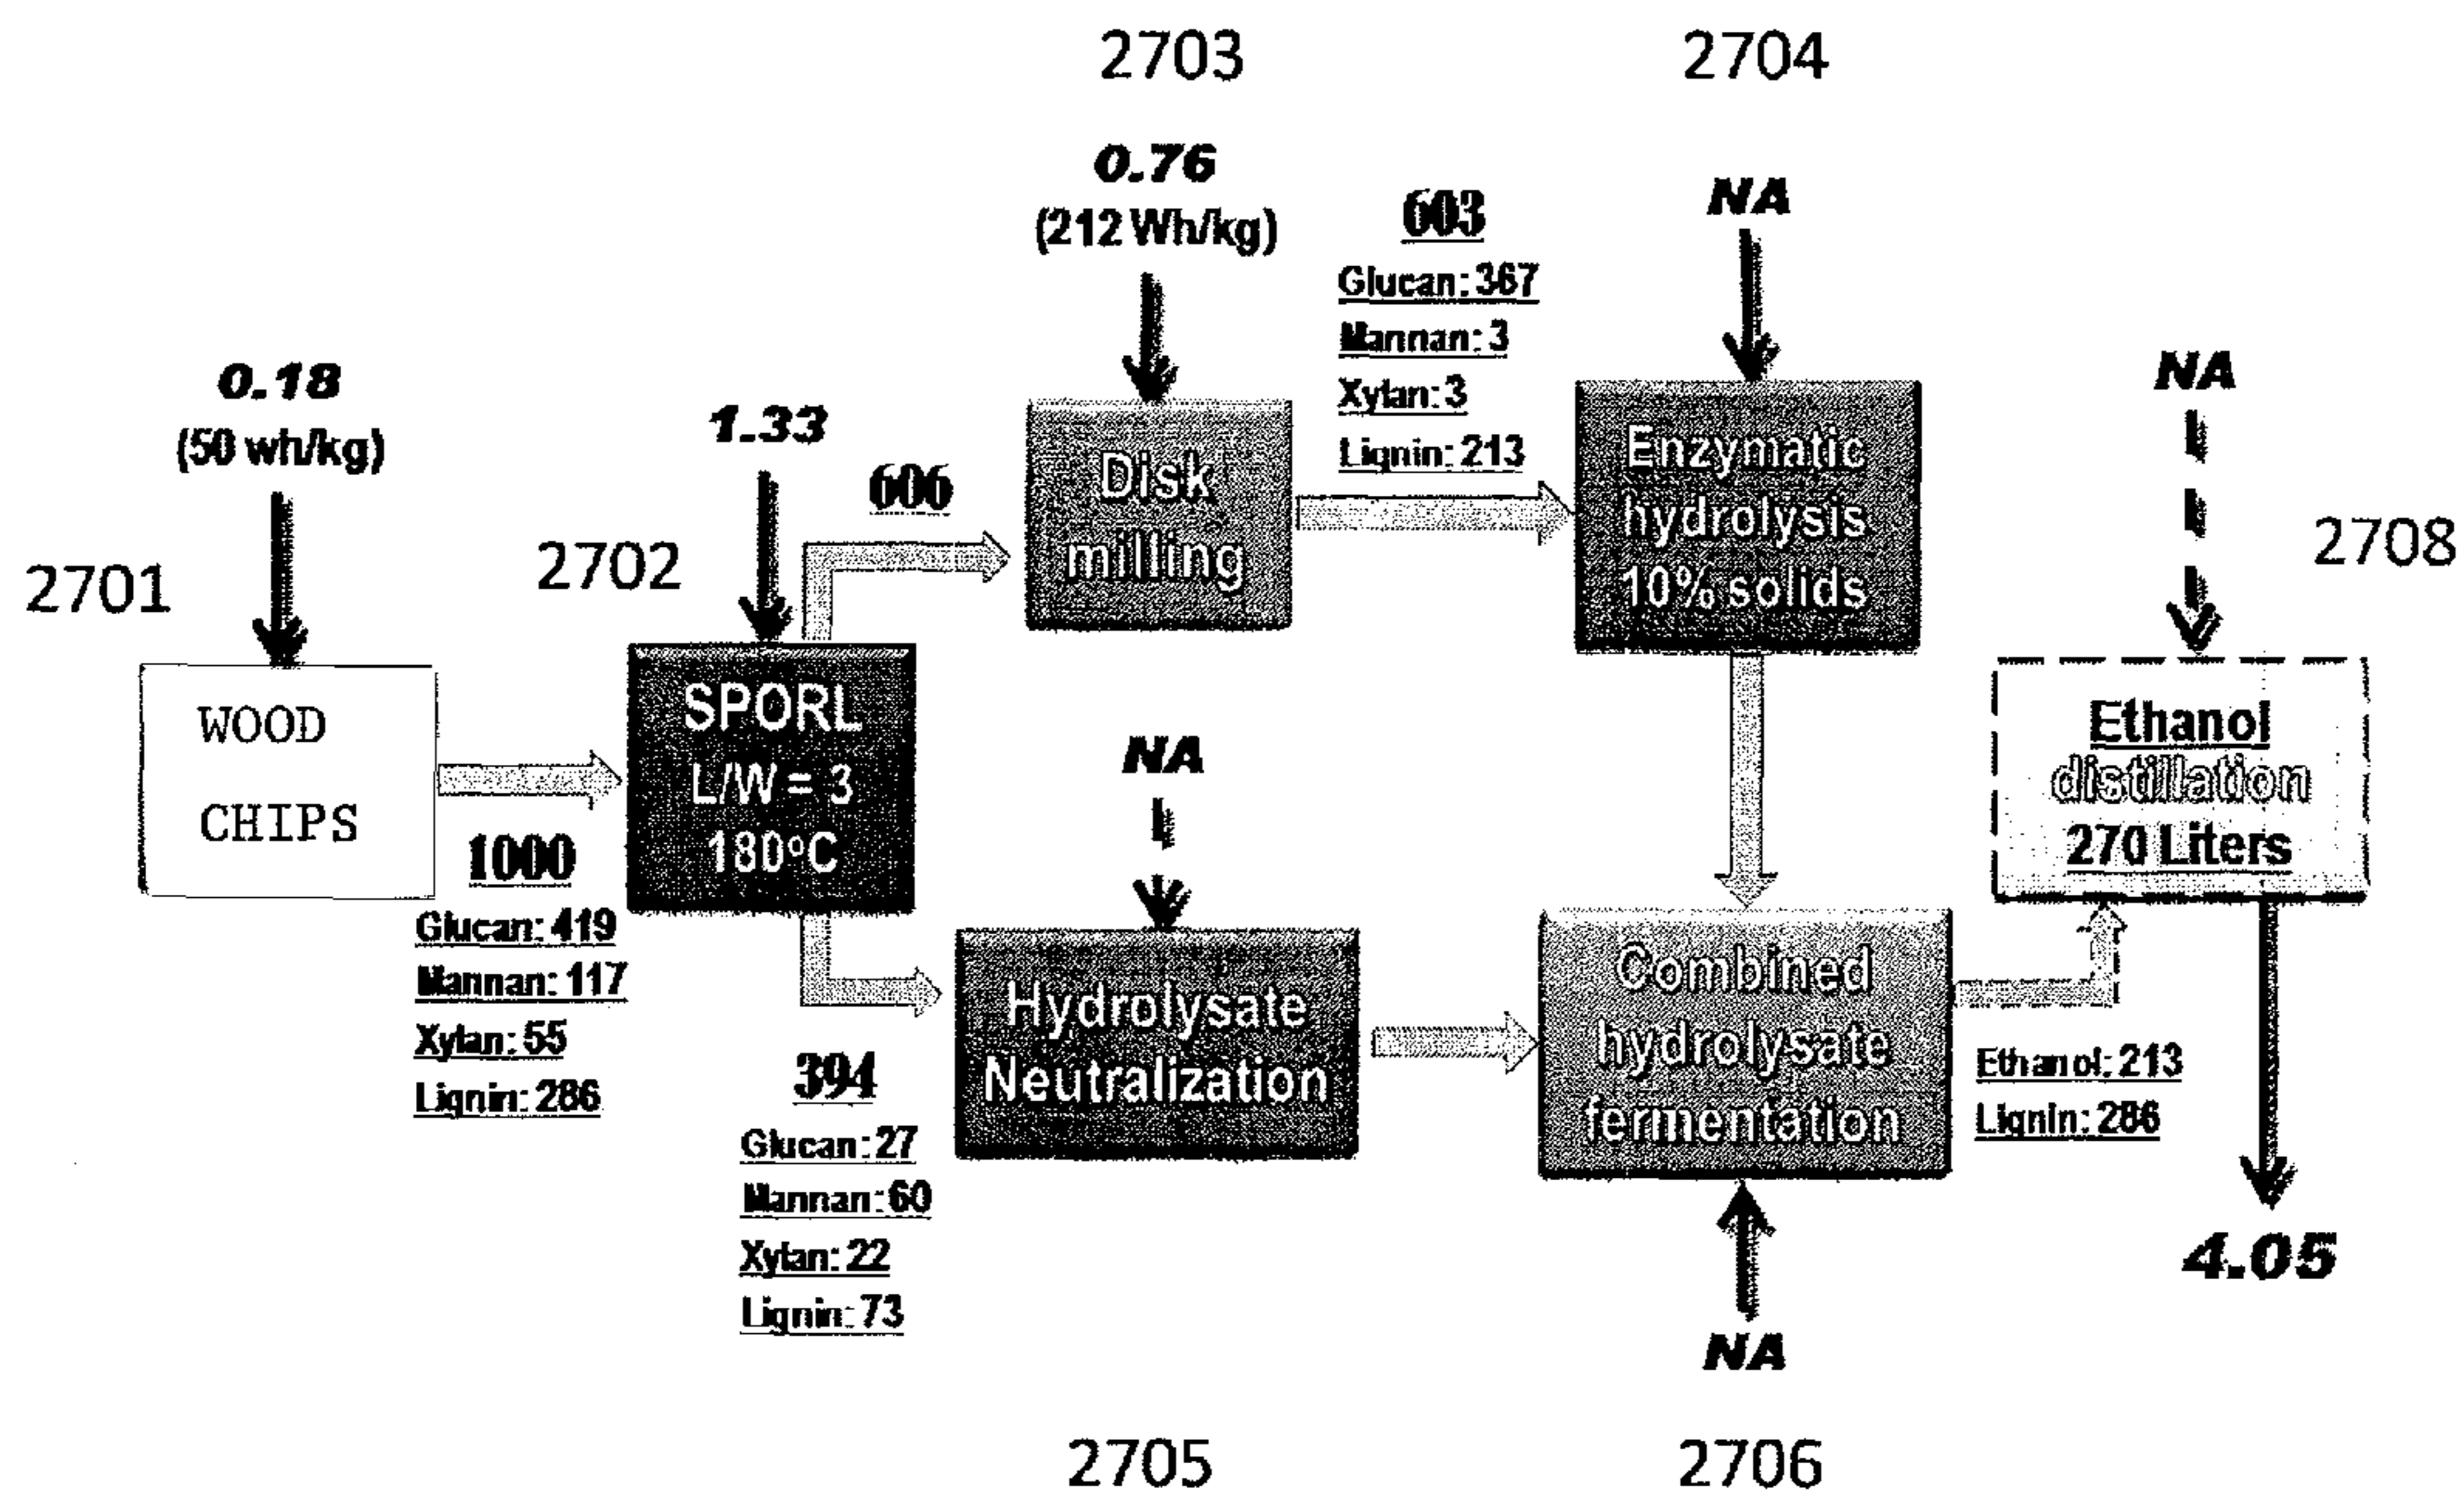 2703
2704
0.76
(212 Wh/kg)
603
Glucan: 367
Mannan: 3
Xylan: 3
Lignin: 213
NA
0.18
(50 wh/kg)
1.33
606
NA
2701
2702
2708
Disk
milling
Enzymatic
hydrolysis
10% solids
WOOD
CHIPS
SPORL
L/W = 3
180oC
1000
Glucan: 419
Mannan: 117
Xylan: 55
Lignin: 286
NA
Ethanol
distillation
270 Liters
394
Glucan: 27
Mannan: 60
Xylan: 22
Lignin: 73
Hydrolysate
Neutralization
Combined
hydrolysate
fermentation
Ethanol: 213
Lignin: 286
4.05
NA
2705
2706